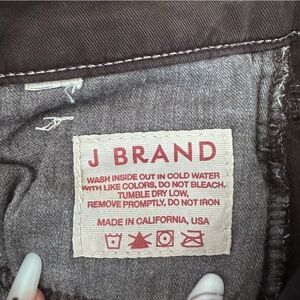 J BRAND
WASH INSIDE OUT IN COLD WATER
WITH LIKE COLORS, DO NOT BLEACH.
TUMBLE DRY LOW,
REMOVE PROMPTLY, DO NOT IRON
MADE IN CALIFORNIA, USA